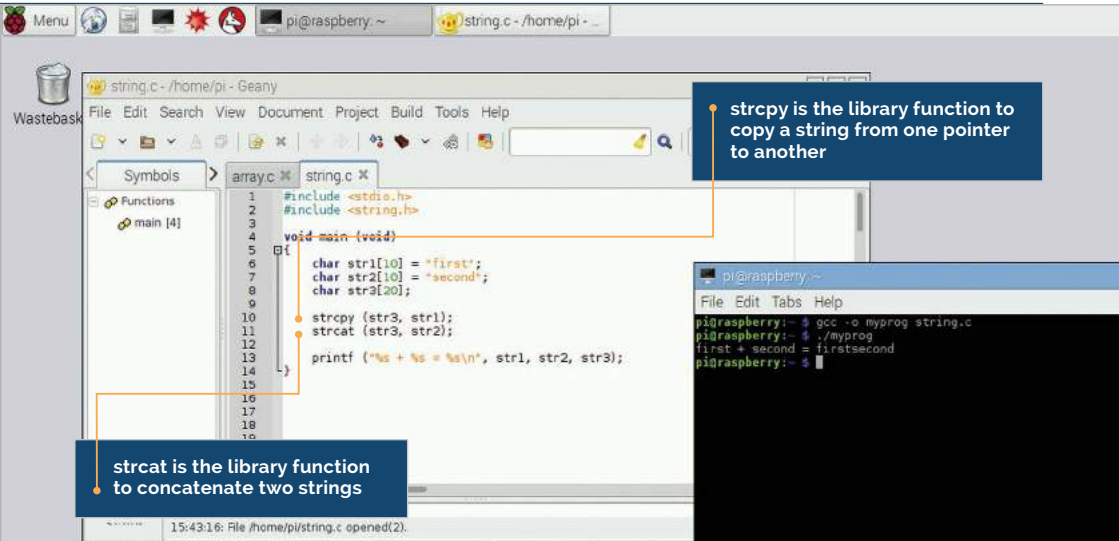 Menu
pi@raspberry: ~
string.c - /home/pi - ...
Wastebask
string.c - /home/pi - Geany
File Edit Search View Document Project Build Tools Help
strcpy is the library function to
copy a string from one pointer
to another
Symbols
array.c
string.c
Functions
main [4]
1 #include <stdio.h>
2 #include <string.h>
3
4 void main (void)
5 {
6 char str1[10] = "first";
7 char str2[10] = "second";
8 char str3[20];
9
10 strcpy (str3, str1);
11 strcat (str3, str2);
12
13 printf ("%s + %s = %s\n", str1, str2, str3);
14 }
15
16
17
18
19
pi@raspberry: ~
File Edit Tabs Help
pi@raspberry:~ $ gcc -o myprog string.c
pi@raspberry:~ $ ./myprog
first + second = firstsecond
pi@raspberry:~ $
strcat is the library function
to concatenate two strings
15:43:16: File /home/pi/string.c opened(2).